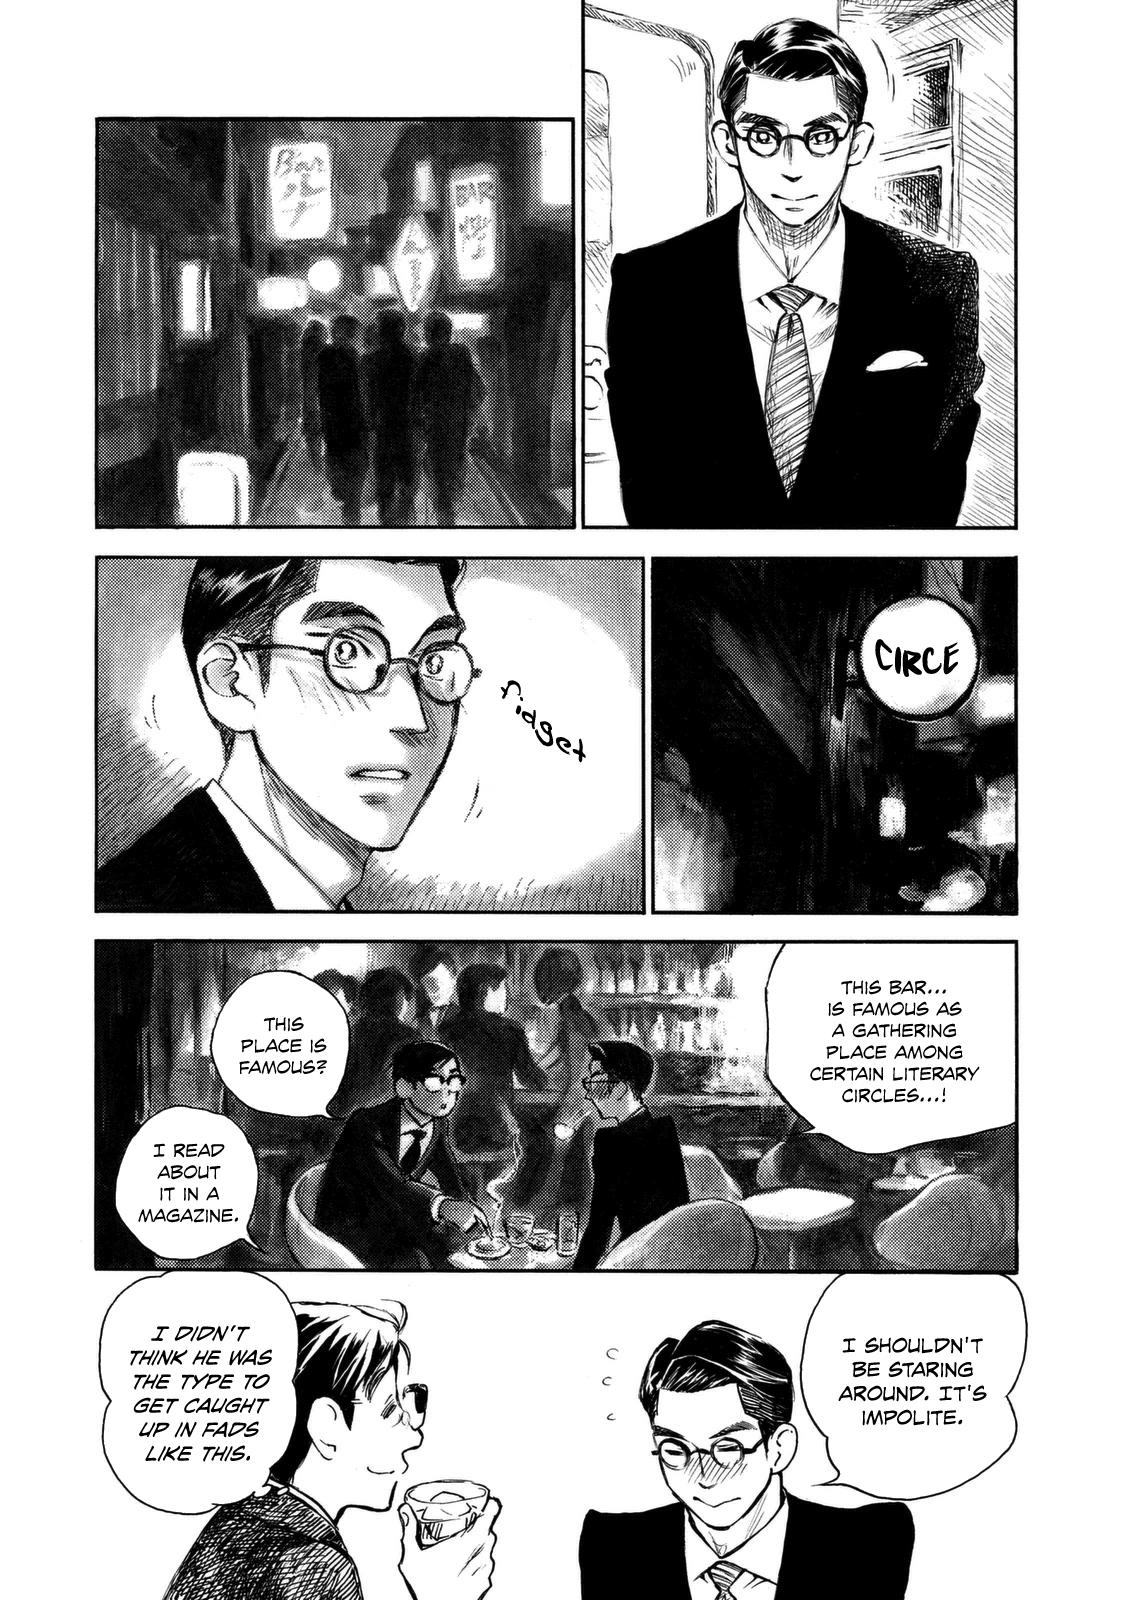 Bar
CIRCE
fidget
THIS BAR...
IS FAMOUS AS
A GATHERING
PLACE AMONG
CERTAIN LITERARY
CIRCLES...!
THIS
PLACE IS
FAMOUS?
I READ
ABOUT
IT IN A
MAGAZINE.
I SHOULDN'T
BE STARING
AROUND. IT'S
IMPOLITE.
I DIDN'T
THINK HE WAS
THE TYPE TO
GET CAUGHT
UP IN FADS
LIKE THIS.